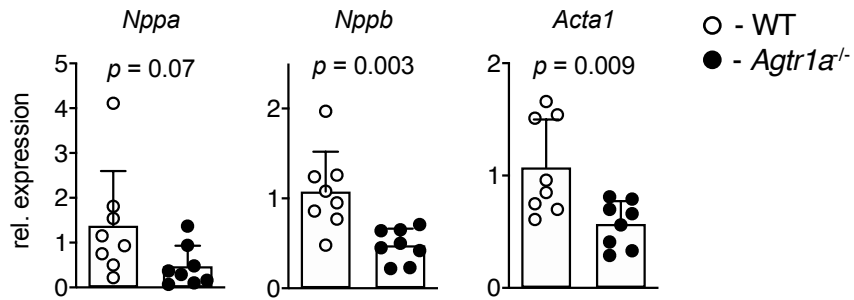 Nppa
Nppb
Acta1
- WT
- Agtr1a-/-
p = 0.07
p = 0.003
p = 0.009
rel. expression
5
4
3
2
1
0
2
1
0
2
1
0